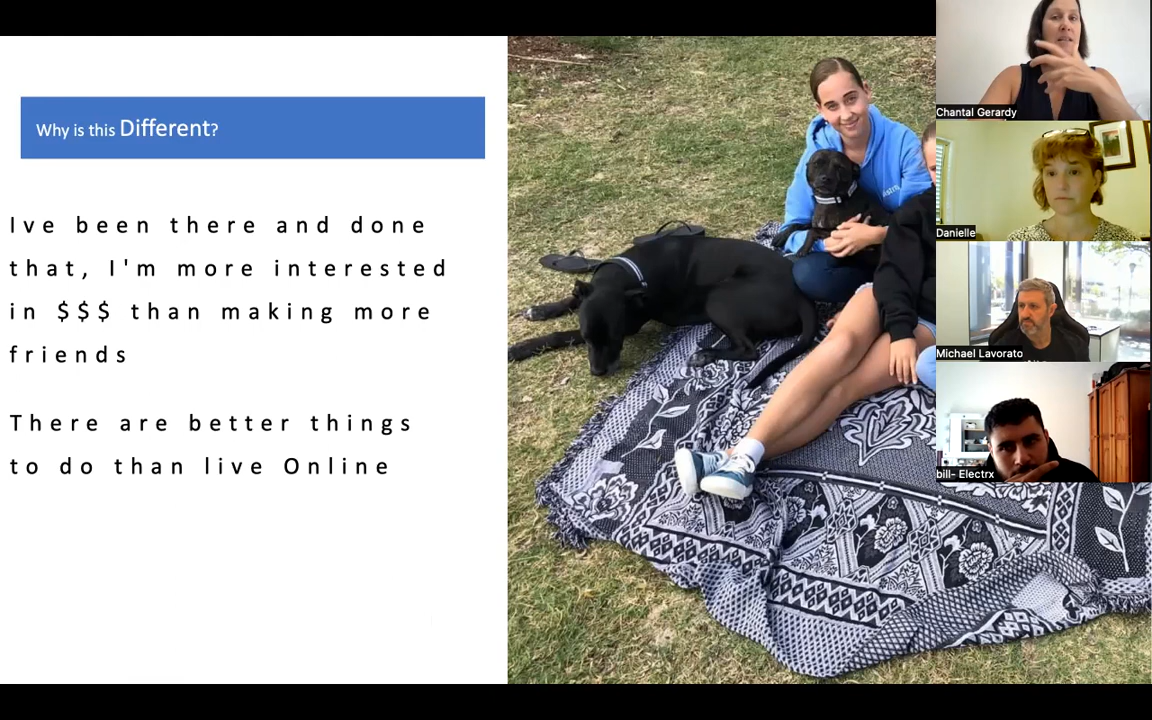 Why is this Different?
Ive been there and done
that, I'm more interested
in $$$ than making more
friends
There are better things
to do than live Online
Chantal Gerardy
Danielle
Michael Lavorato
bill- Electrx